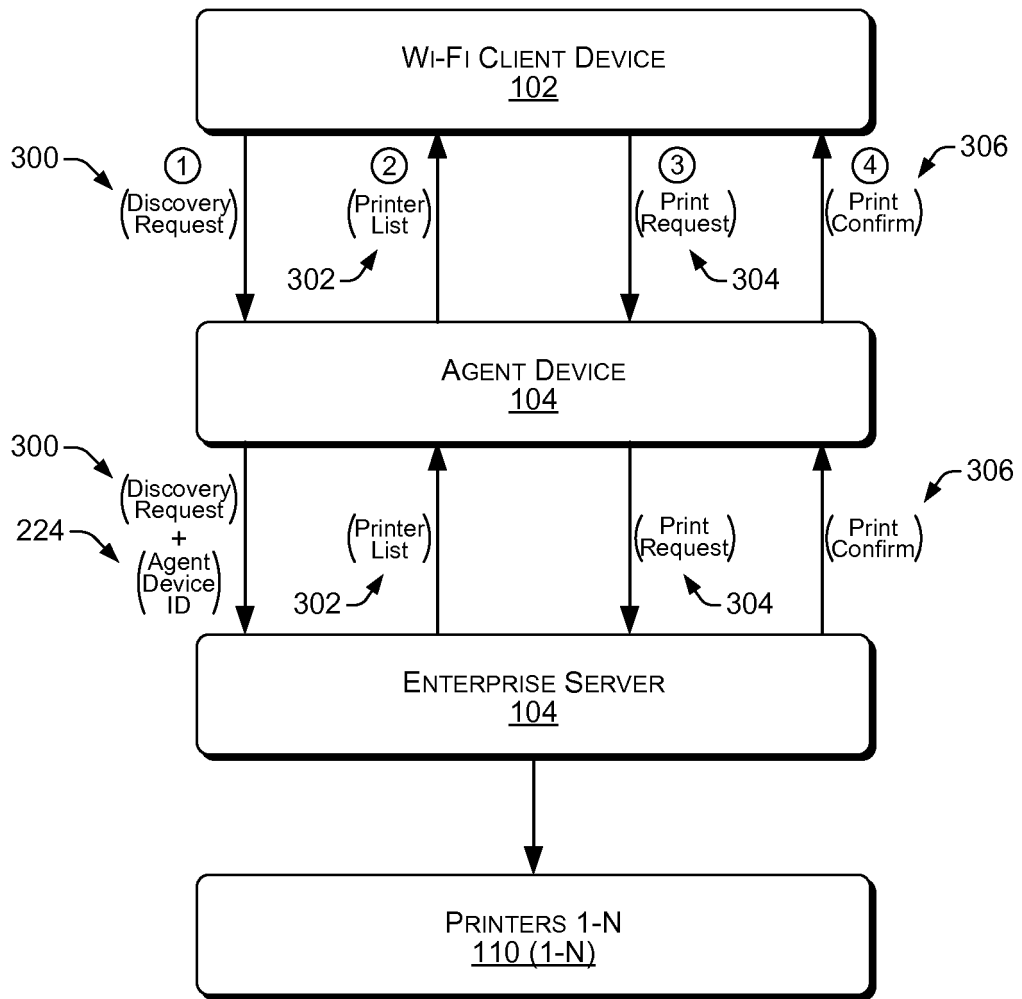 WI-FI CLIENT DEVICE
102
300
1
(Discovery
Request)
2
(Printer
List)
302
3
(Print
Request)
304
4
(Print
Confirm)
306
AGENT DEVICE
104
300
(Discovery
Request)
+
224
(Agent
Device
ID)
(Printer
List)
302
(Print
Request)
304
(Print
Confirm)
306
ENTERPRISE SERVER
104
PRINTERS 1-N
110 (1-N)